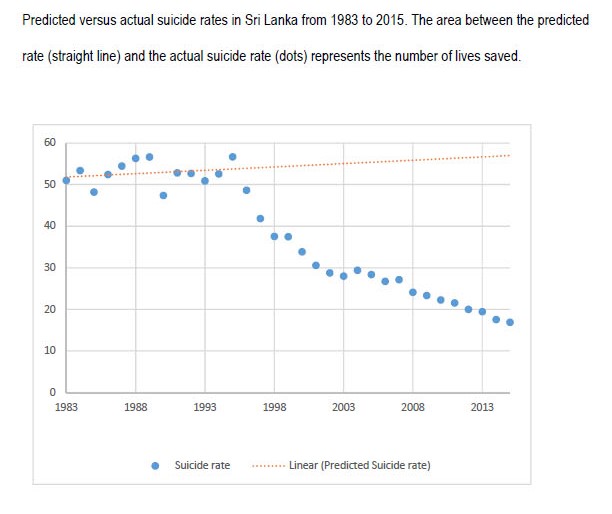 Predicted versus actual suicide rates in Sri Lanka from 1983 to 2015. The area between the predicted
rate (straight line) and the actual suicide rate (dots) represents the number of lives saved.
60
50
40
30
20
10
0
1983 1988 1993 1998 2003 2008 2013
Suicide rate Linear (Predicted Suicide rate)